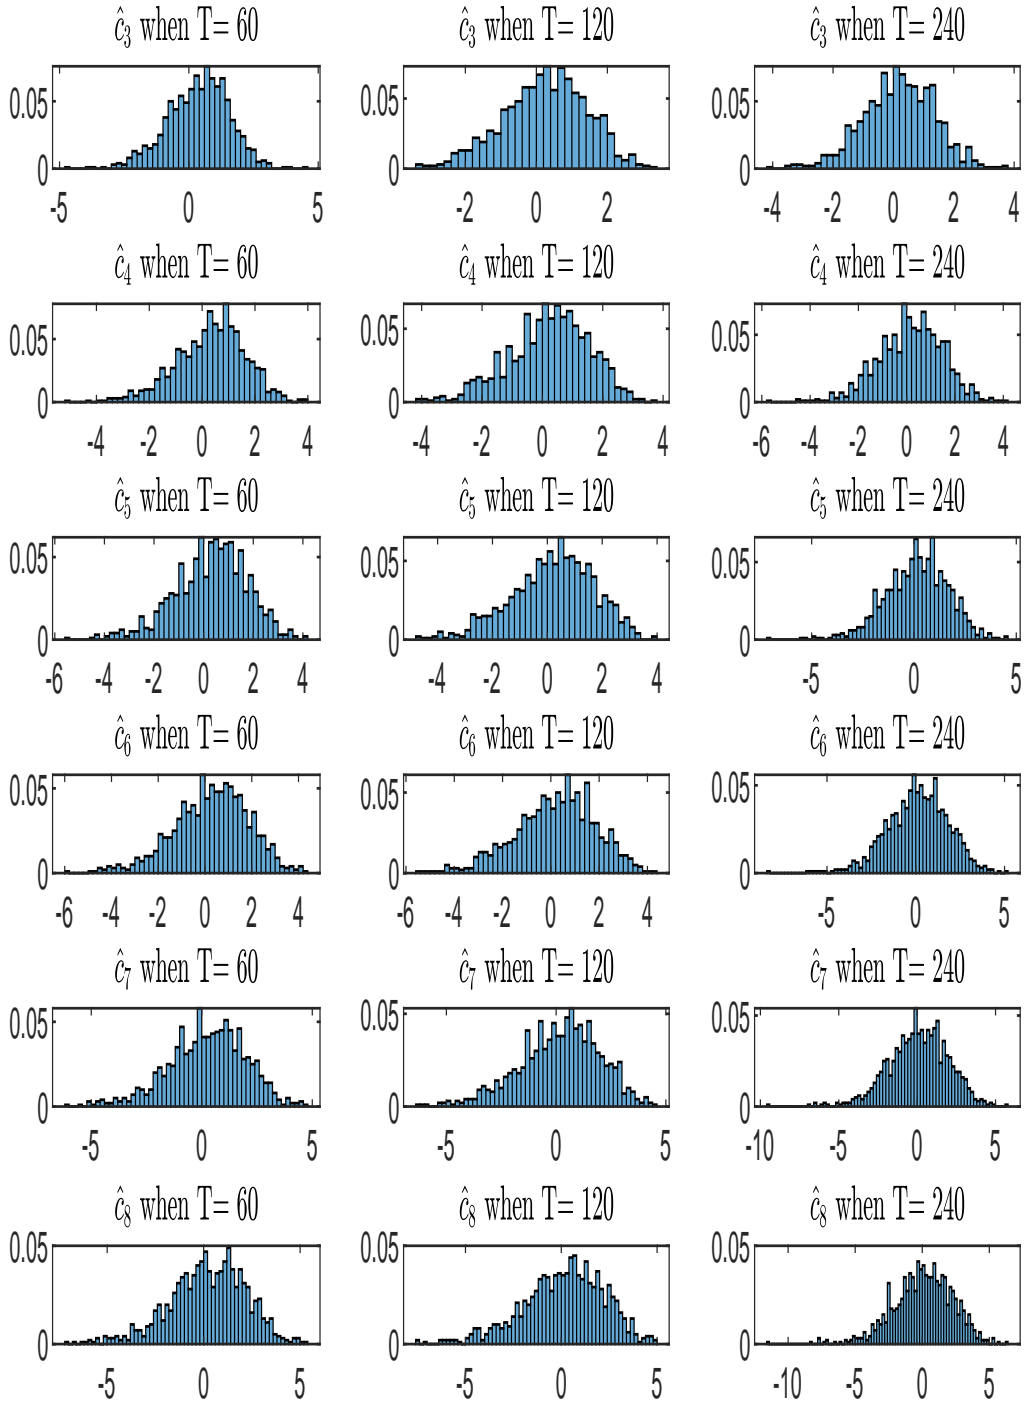 ĉ₃ when T= 60 ĉ₃ when T= 120 ĉ₃ when T= 240
0.05 0.05 0.05
0 0 0
-5 0 5 -2 0 2 -4 -2 0 2 4
ĉ₄ when T= 60 ĉ₄ when T= 120 ĉ₄ when T= 240
0.05 0.05 0.05
0 0 0
-4 -2 0 2 4 -4 -2 0 2 4 -6 -4 -2 0 2 4
ĉ₅ when T= 60 ĉ₅ when T= 120 ĉ₅ when T= 240
0.05 0.05 0.05
0 0 0
-6 -4 -2 0 2 4 -4 -2 0 2 4 -5 0 5
ĉ₆ when T= 60 ĉ₆ when T= 120 ĉ₆ when T= 240
0.05 0.05 0.05
0 0 0
-6 -4 -2 0 2 4 -6 -4 -2 0 2 4 -5 0 5
ĉ₇ when T= 60 ĉ₇ when T= 120 ĉ₇ when T= 240
0.05 0.05 0.05
0 0 0
-5 0 5 -5 0 5 -10 -5 0 5
ĉ₈ when T= 60 ĉ₈ when T= 120 ĉ₈ when T= 240
0.05 0.05 0.05
0 0 0
-5 0 5 -5 0 5 -10 -5 0 5